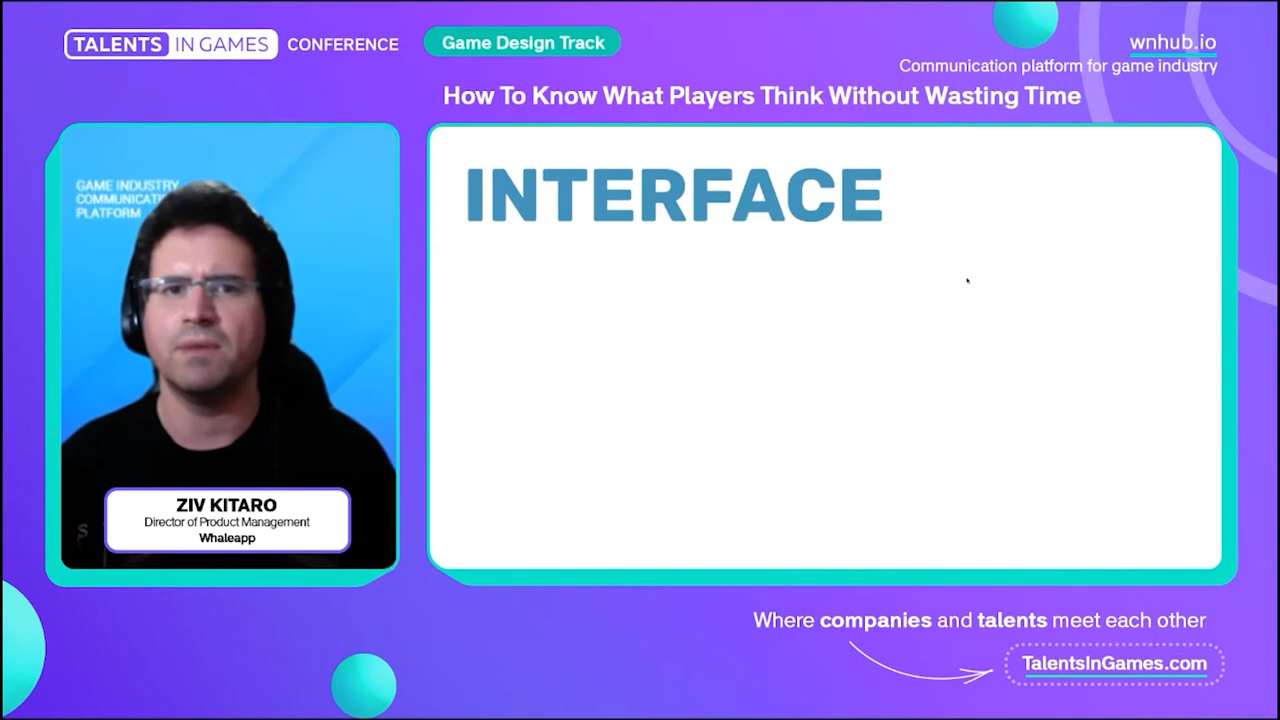 TALENTS IN GAMES CONFERENCE
Game Design Track
wnhub.io
Communication platform for game industry
How To Know What Players Think Without Wasting Time
GAME INDUSTRY
PLATFORM
INTERFACE
ZIV KITARO
Director of Product Management
Whaleapp
Where companies and talents meet each other
TalentsInGames.com